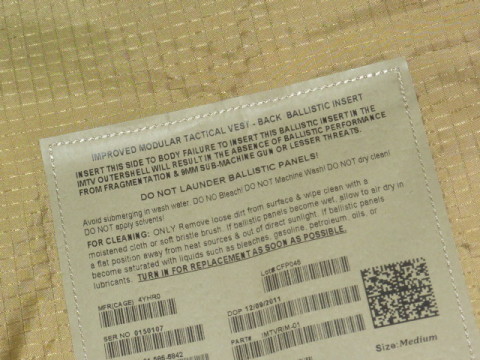 IMPROVED MODULAR TACTICAL VEST - BACK BALLISTIC INSERT
INSERT THIS SIDE TO BODY FAILURE TO INSERT THIS BALLISTIC INSERT IN THE
IMTV OUTERSHELL WILL RESULT IN THE ABSENCE OF BALLISTIC PERFORMANCE
FROM FRAGMENTATION & 9MM SUB-MACHINE GUN OR LESSER THREATS.
DO NOT LAUNDER BALLISTIC PANELS!
Avoid submerging in wash water. DO NOT Bleach! DO NOT Machine Wash! DO NOT dry clean!
DO NOT apply solvents!
FOR CLEANING: ONLY Remove loose dirt from surface & wipe clean with a
moistened cloth or soft bristle brush. If ballistic panels become wet, allow to air dry in
a flat position away from heat sources & out of direct sunlight. If ballistic panels
become saturated with liquids such as bleaches, gasoline, petroleum, oils, or
lubricants. TURN IN FOR REPLACEMENT AS SOON AS POSSIBLE.
MFR(CAGE) 4YHR0
Lot# CFP045
SER NO 0150167
DOP 12/09/2011
PART# IMTVRIM-01
Size: Medium